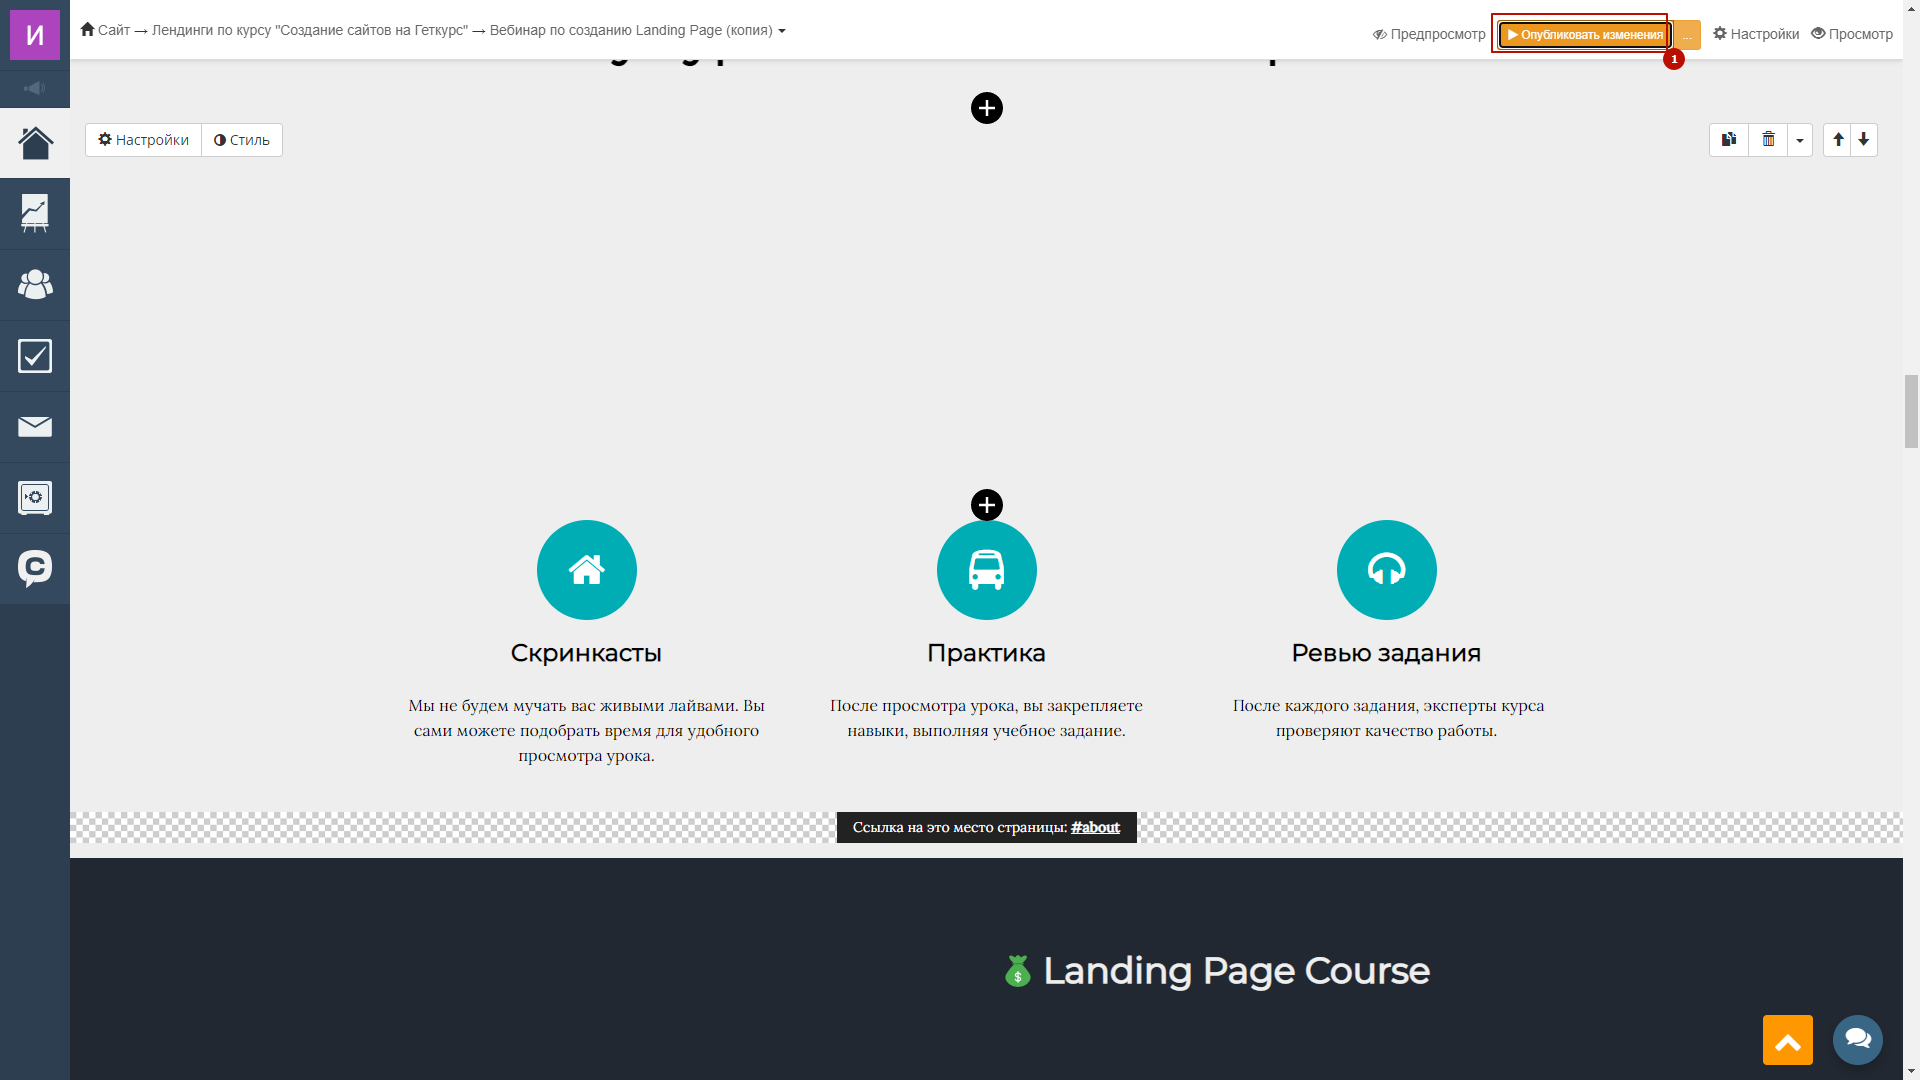 И
Сайт → Лендинги по курсу "Создание сайтов на Геткурс" → Вебинар по созданию Landing Page (копия)
Предпросмотр
Опубликовать изменения
...
Настройки
Просмотр
1
Настройки
Стиль
Скринкасты
Мы не будем мучать вас живыми лайвами. Вы
сами можете подобрать время для удобного
просмотра урока.
Практика
После просмотра урока, вы закрепляете
навыки, выполняя учебное задание.
Ревью задания
После каждого задания, эксперты курса
проверяют качество работы.
Ссылка на это место страницы: #about
$ Landing Page Course